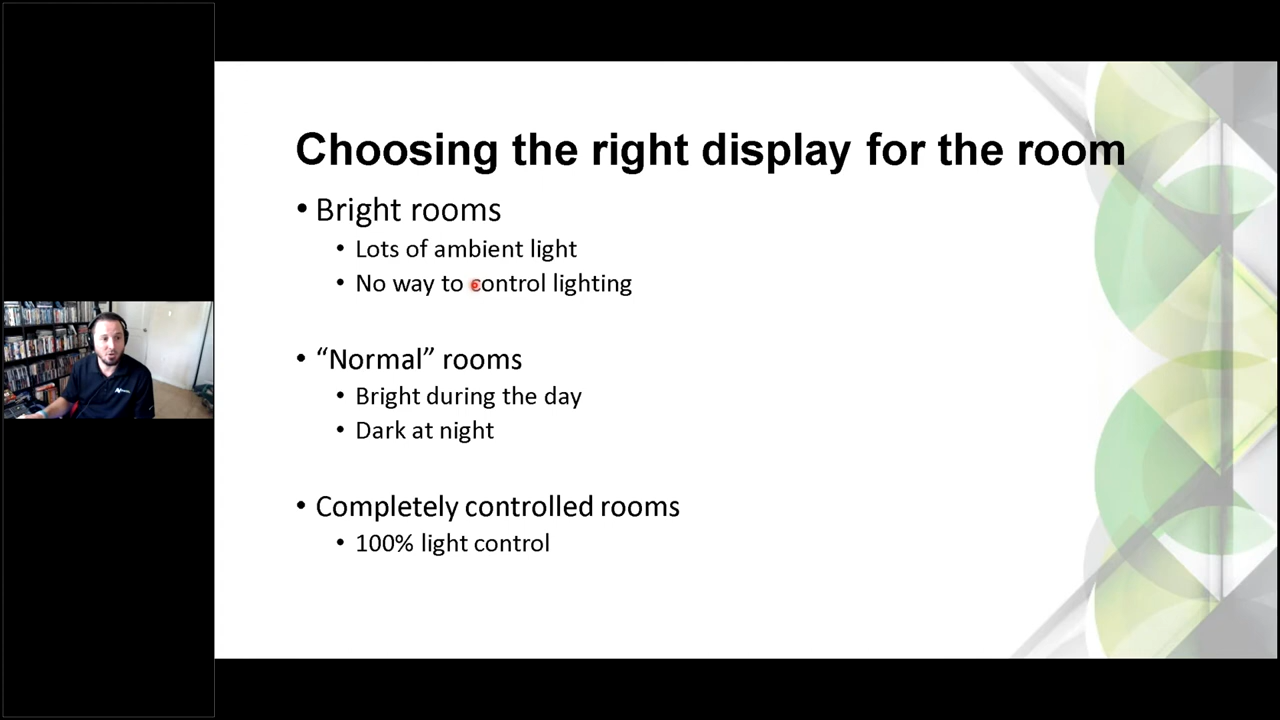 Choosing the right display for the room
• Bright rooms
• Lots of ambient light
• No way to control lighting
• “Normal” rooms
• Bright during the day
• Dark at night
• Completely controlled rooms
• 100% light control